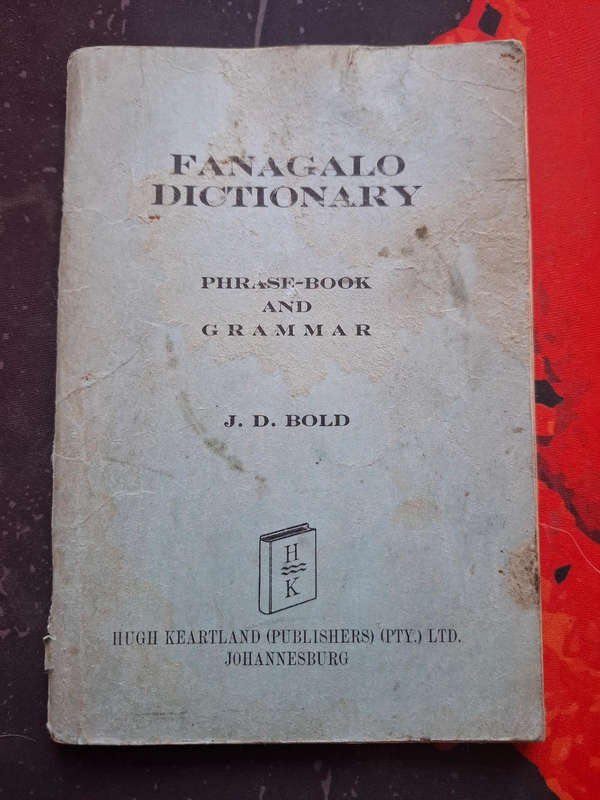 FANAGALO
DICTIONARY
PHRASE-BOOK
AND
GRAMMAR
J. D. BOLD
H
K
HUGH KEARTLAND (PUBLISHERS) (PTY.) LTD.
JOHANNESBURG